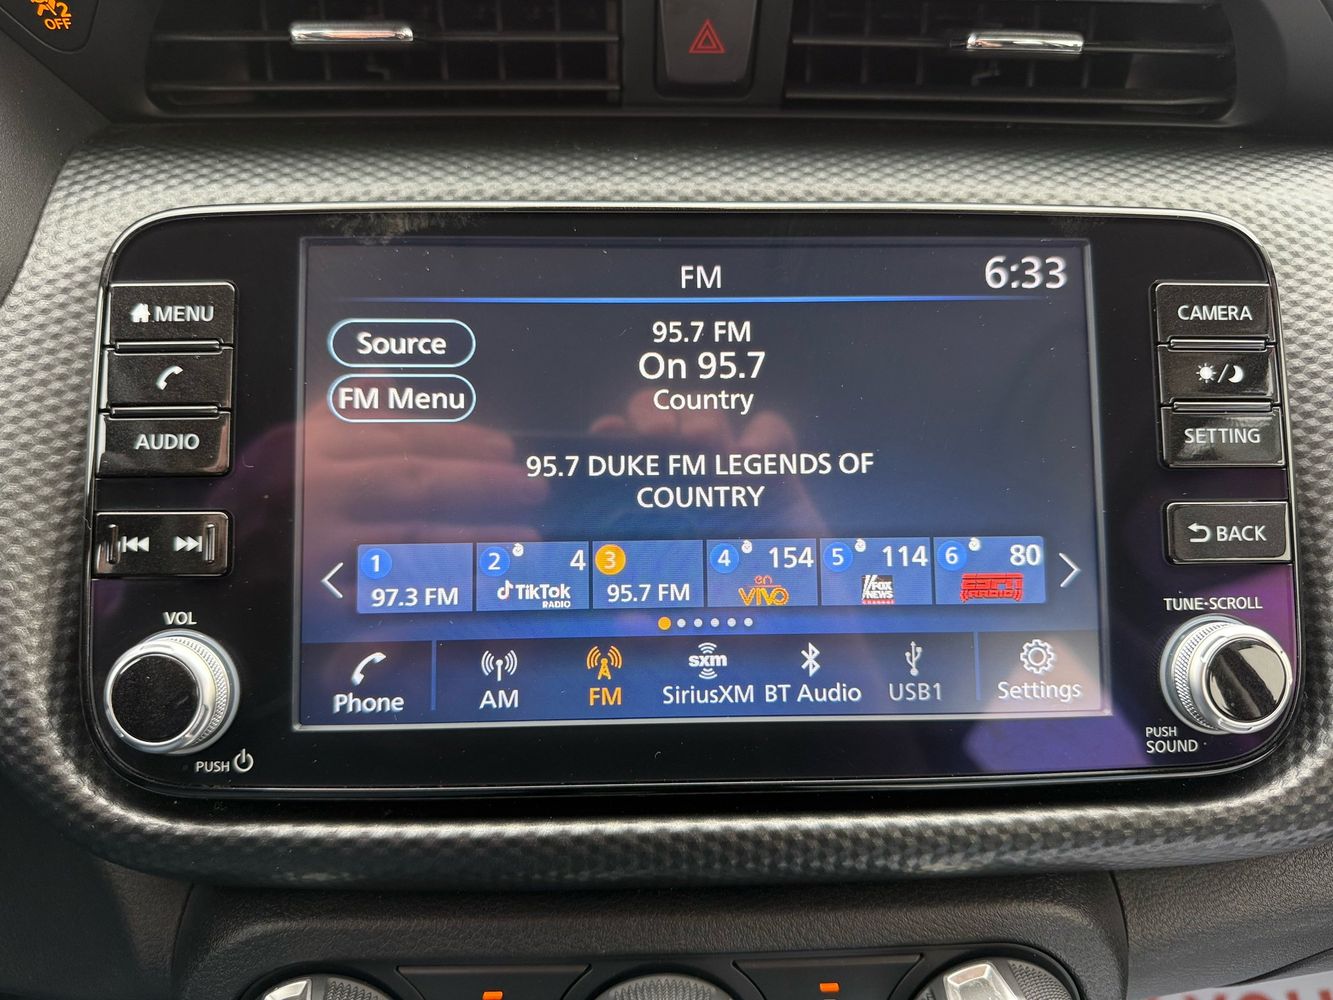 2
OFF
FM
6:33
MENU
AUDIO
VOL
PUSH
Source
FM Menu
95.7 FM
On 95.7
Country
95.7 DUKE FM LEGENDS OF
COUNTRY
1
97.3 FM
2
4
TikTok
RADIO
3
95.7 FM
4
154
en
VIVO
5
114
FOX
NEWS
channel
6
80
ESPN
RADIO
Phone
AM
FM
sxm
SiriusXM
BT Audio
USB1
Settings
CAMERA
SETTING
BACK
TUNE·SCROLL
PUSH
SOUND